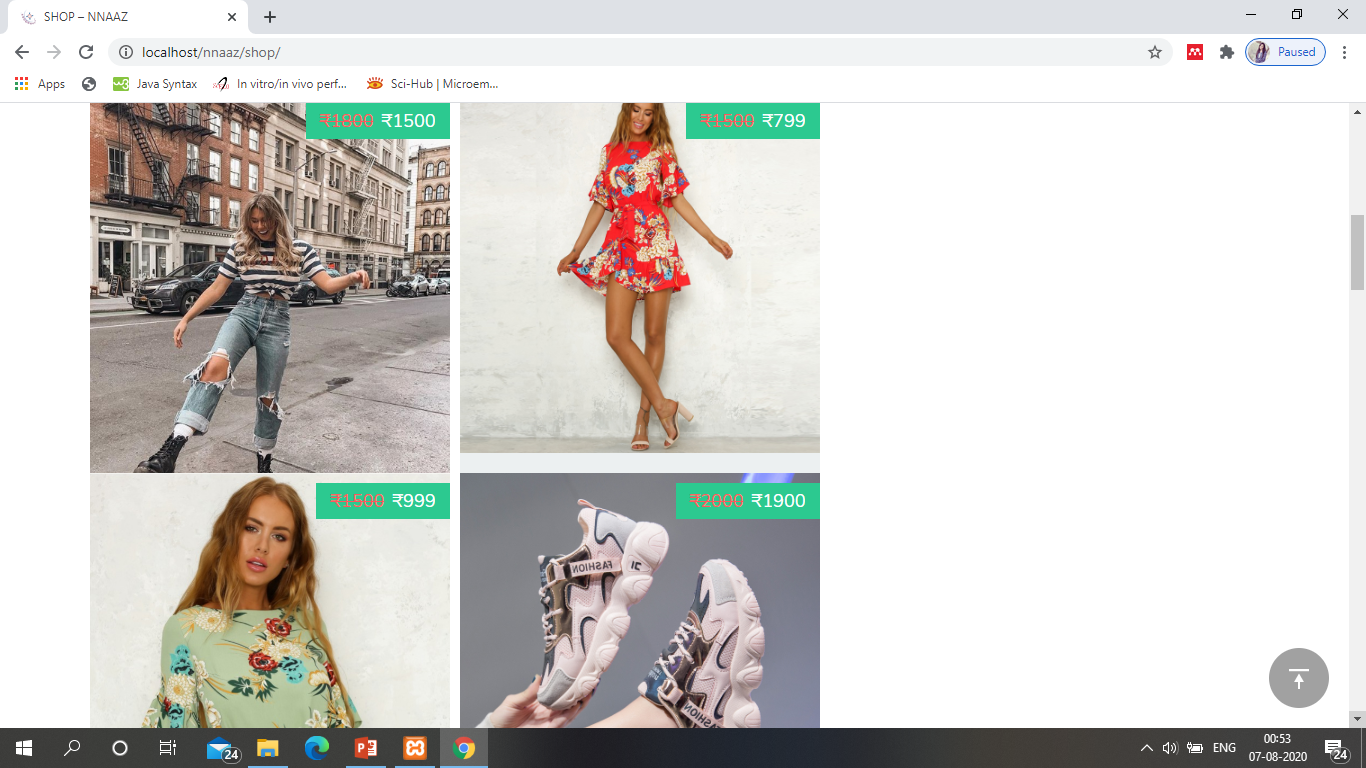 SHOP – NNAAZ
localhost/nnaaz/shop/
Paused
Apps
Java Syntax
In vitro/in vivo perf...
Sci-Hub | Microem...
₹1800 ₹1500
₹1500 ₹799
₹1500 ₹999
₹2000 ₹1900
FASHION
FASHION
24
ENG
00:53
07-08-2020
24